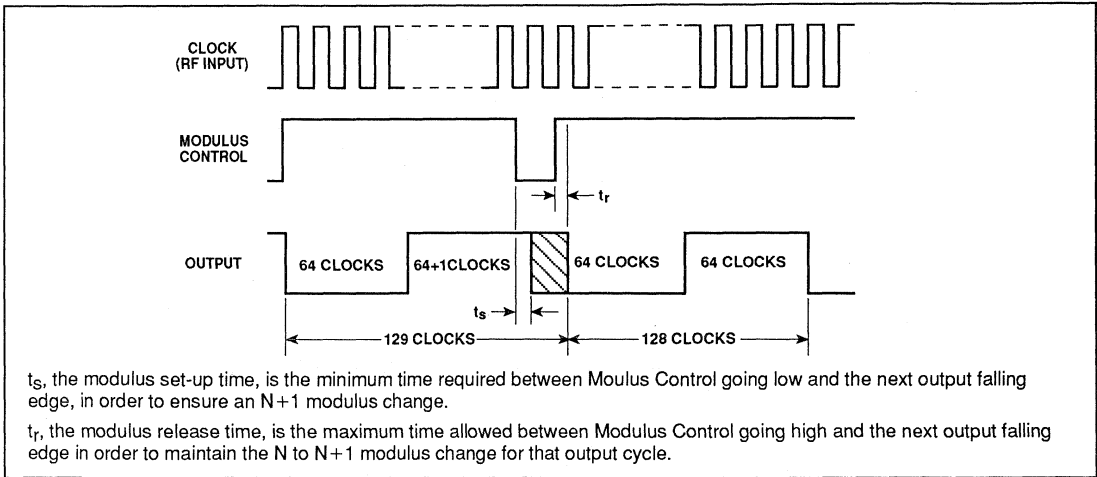 CLOCK
(RF INPUT)
MODULUS
CONTROL
tr
OUTPUT
64 CLOCKS
64+1CLOCKS
64 CLOCKS
64 CLOCKS
ts
129 CLOCKS
128 CLOCKS
ts, the modulus set-up time, is the minimum time required between Moulus Control going low and the next output falling
edge, in order to ensure an N+1 modulus change.
tr, the modulus release time, is the maximum time allowed between Modulus Control going high and the next output falling
edge in order to maintain the N to N+1 modulus change for that output cycle.